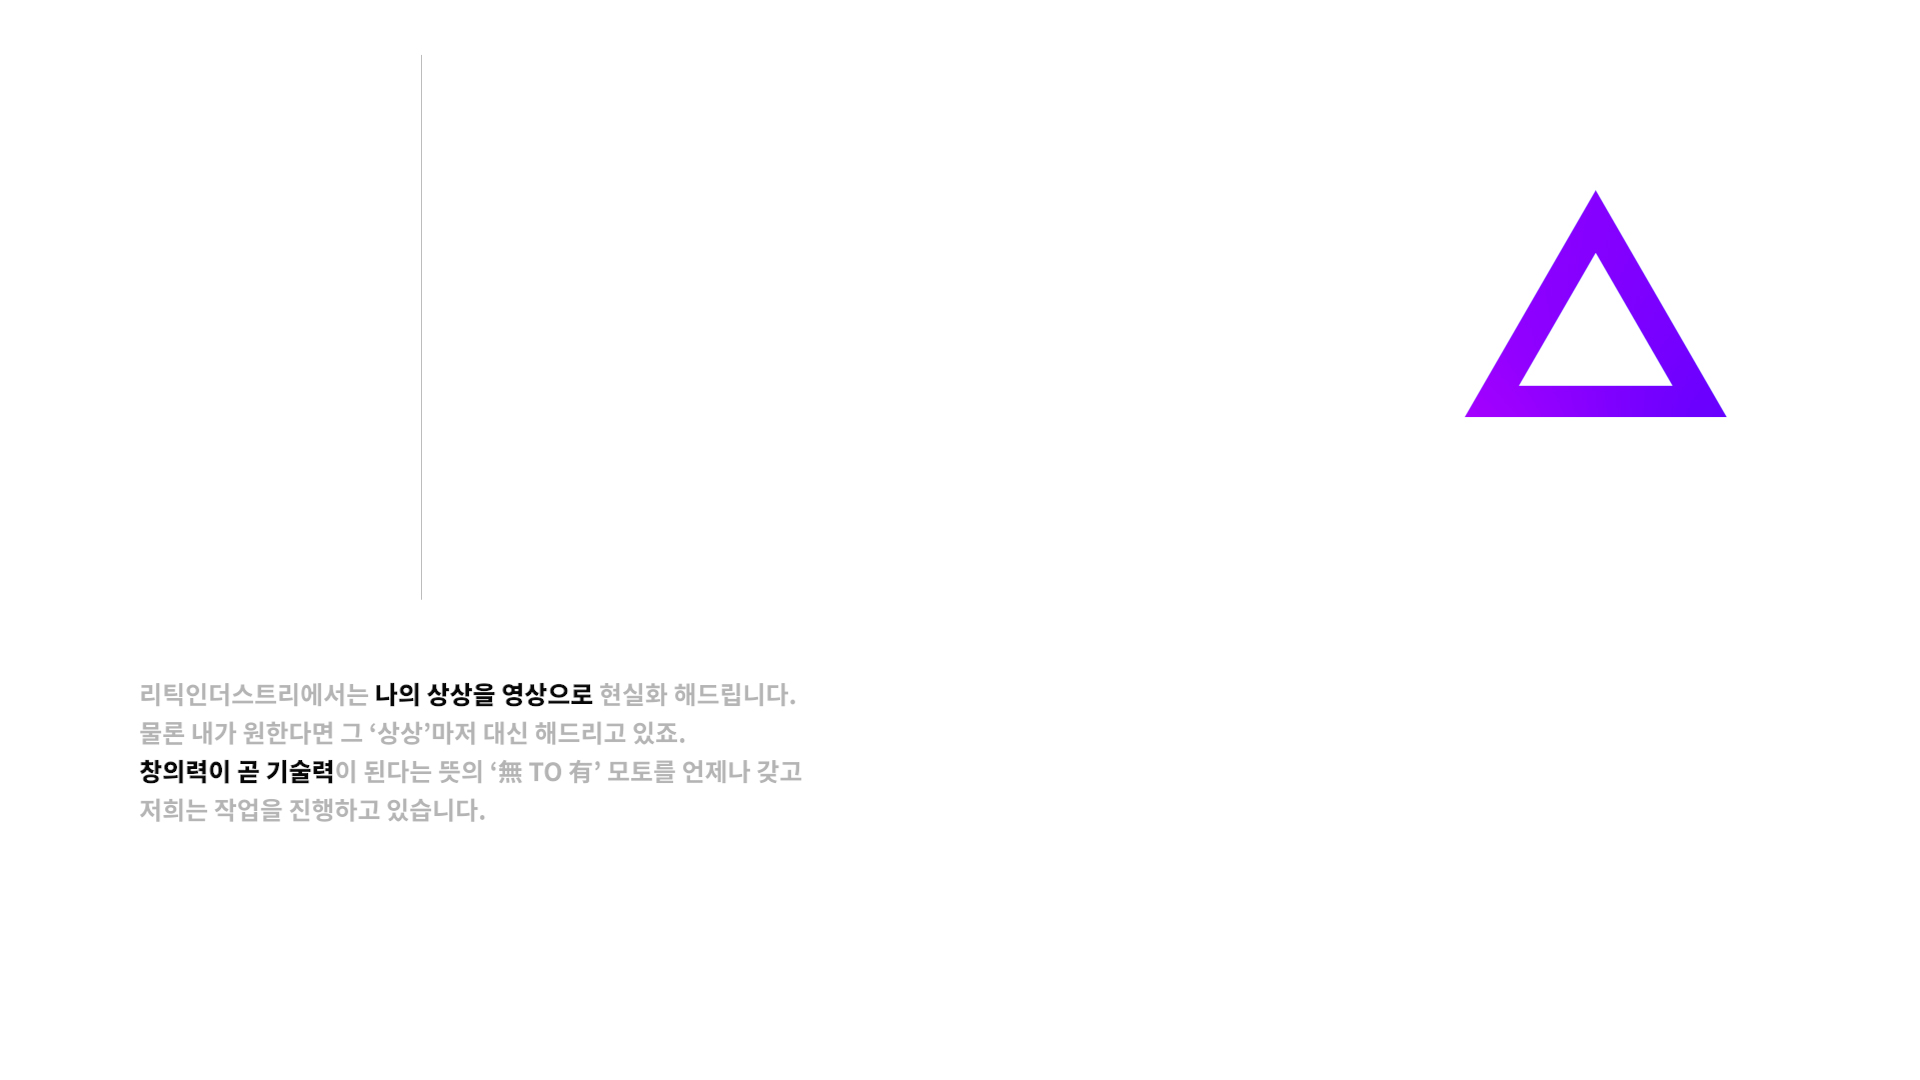 리틱인더스트리에서는 나의 상상을 영상으로 현실화 해드립니다.
물론 내가 원한다면 그 ‘상상’마저 대신 해드리고 있죠.
창의력이 곧 기술력이 된다는 뜻의 ‘無 TO 有’ 모토를 언제나 갖고
저희는 작업을 진행하고 있습니다.